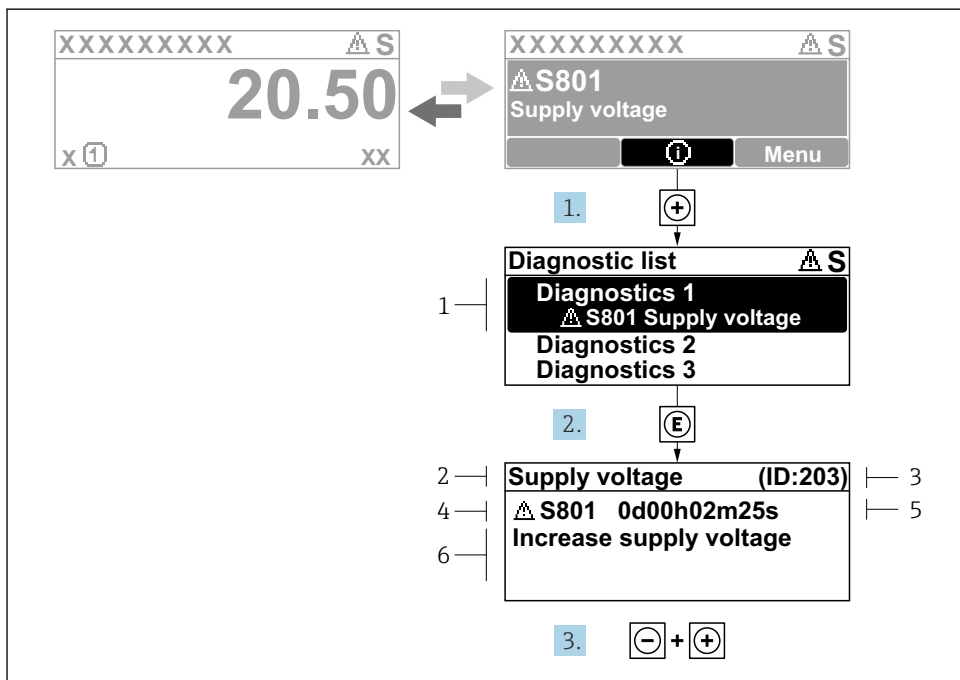 XXXXXXXXX ⚠ S
20.50
x ① xx
XXXXXXXXX ⚠ S
⚠ S801
Supply voltage
ⓘ Menu
1. +
Diagnostic list ⚠ S
1
Diagnostics 1
⚠ S801 Supply voltage
Diagnostics 2
Diagnostics 3
2. E
2 Supply voltage (ID:203) 3
4 ⚠ S801 0d00h02m25s 5
6 Increase supply voltage
3. - + +